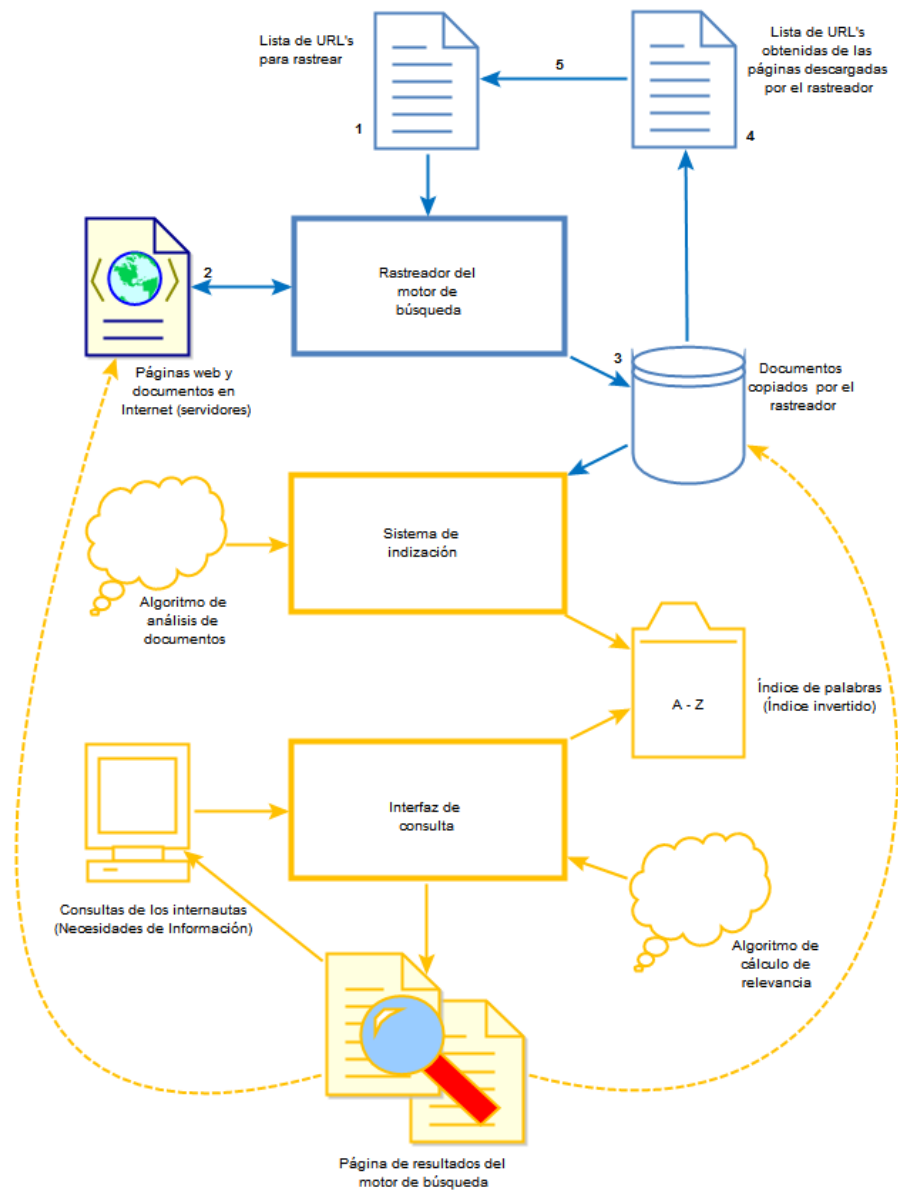 Lista de URL's
para rastrear
1
5
Lista de URL's
obtenidas de las
páginas descargadas
por el rastreador
4
2
Rastreador del
motor de
búsqueda
Páginas web y
documentos en
Internet (servidores)
3
Documentos
copiados por el
rastreador
Sistema de
indización
Algoritmo de
análisis de
documentos
A - Z
Índice de palabras
(Índice invertido)
Interfaz de
consulta
Consultas de los internautas
(Necesidades de Información)
Algoritmo de
cálculo de
relevancia
Página de resultados del
motor de búsqueda